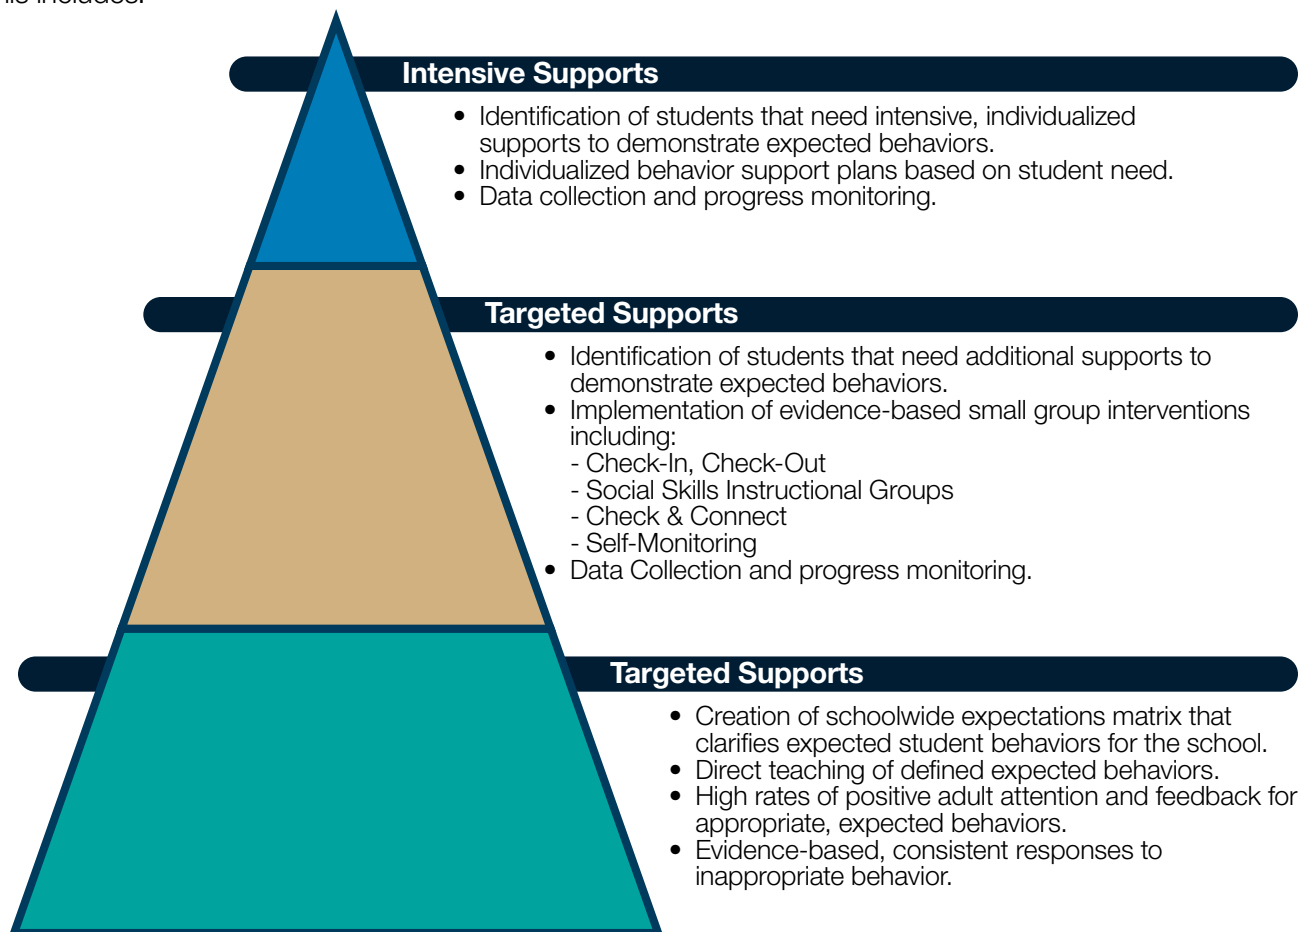 includes:
Intensive Supports
• Identification of students that need intensive, individualized
supports to demonstrate expected behaviors.
• Individualized behavior support plans based on student need.
• Data collection and progress monitoring.
Targeted Supports
• Identification of students that need additional supports to
demonstrate expected behaviors.
• Implementation of evidence-based small group interventions
including:
- Check-In, Check-Out
- Social Skills Instructional Groups
- Check & Connect
- Self-Monitoring
• Data Collection and progress monitoring.
Targeted Supports
• Creation of schoolwide expectations matrix that
clarifies expected student behaviors for the school.
• Direct teaching of defined expected behaviors.
• High rates of positive adult attention and feedback for
appropriate, expected behaviors.
• Evidence-based, consistent responses to
inappropriate behavior.